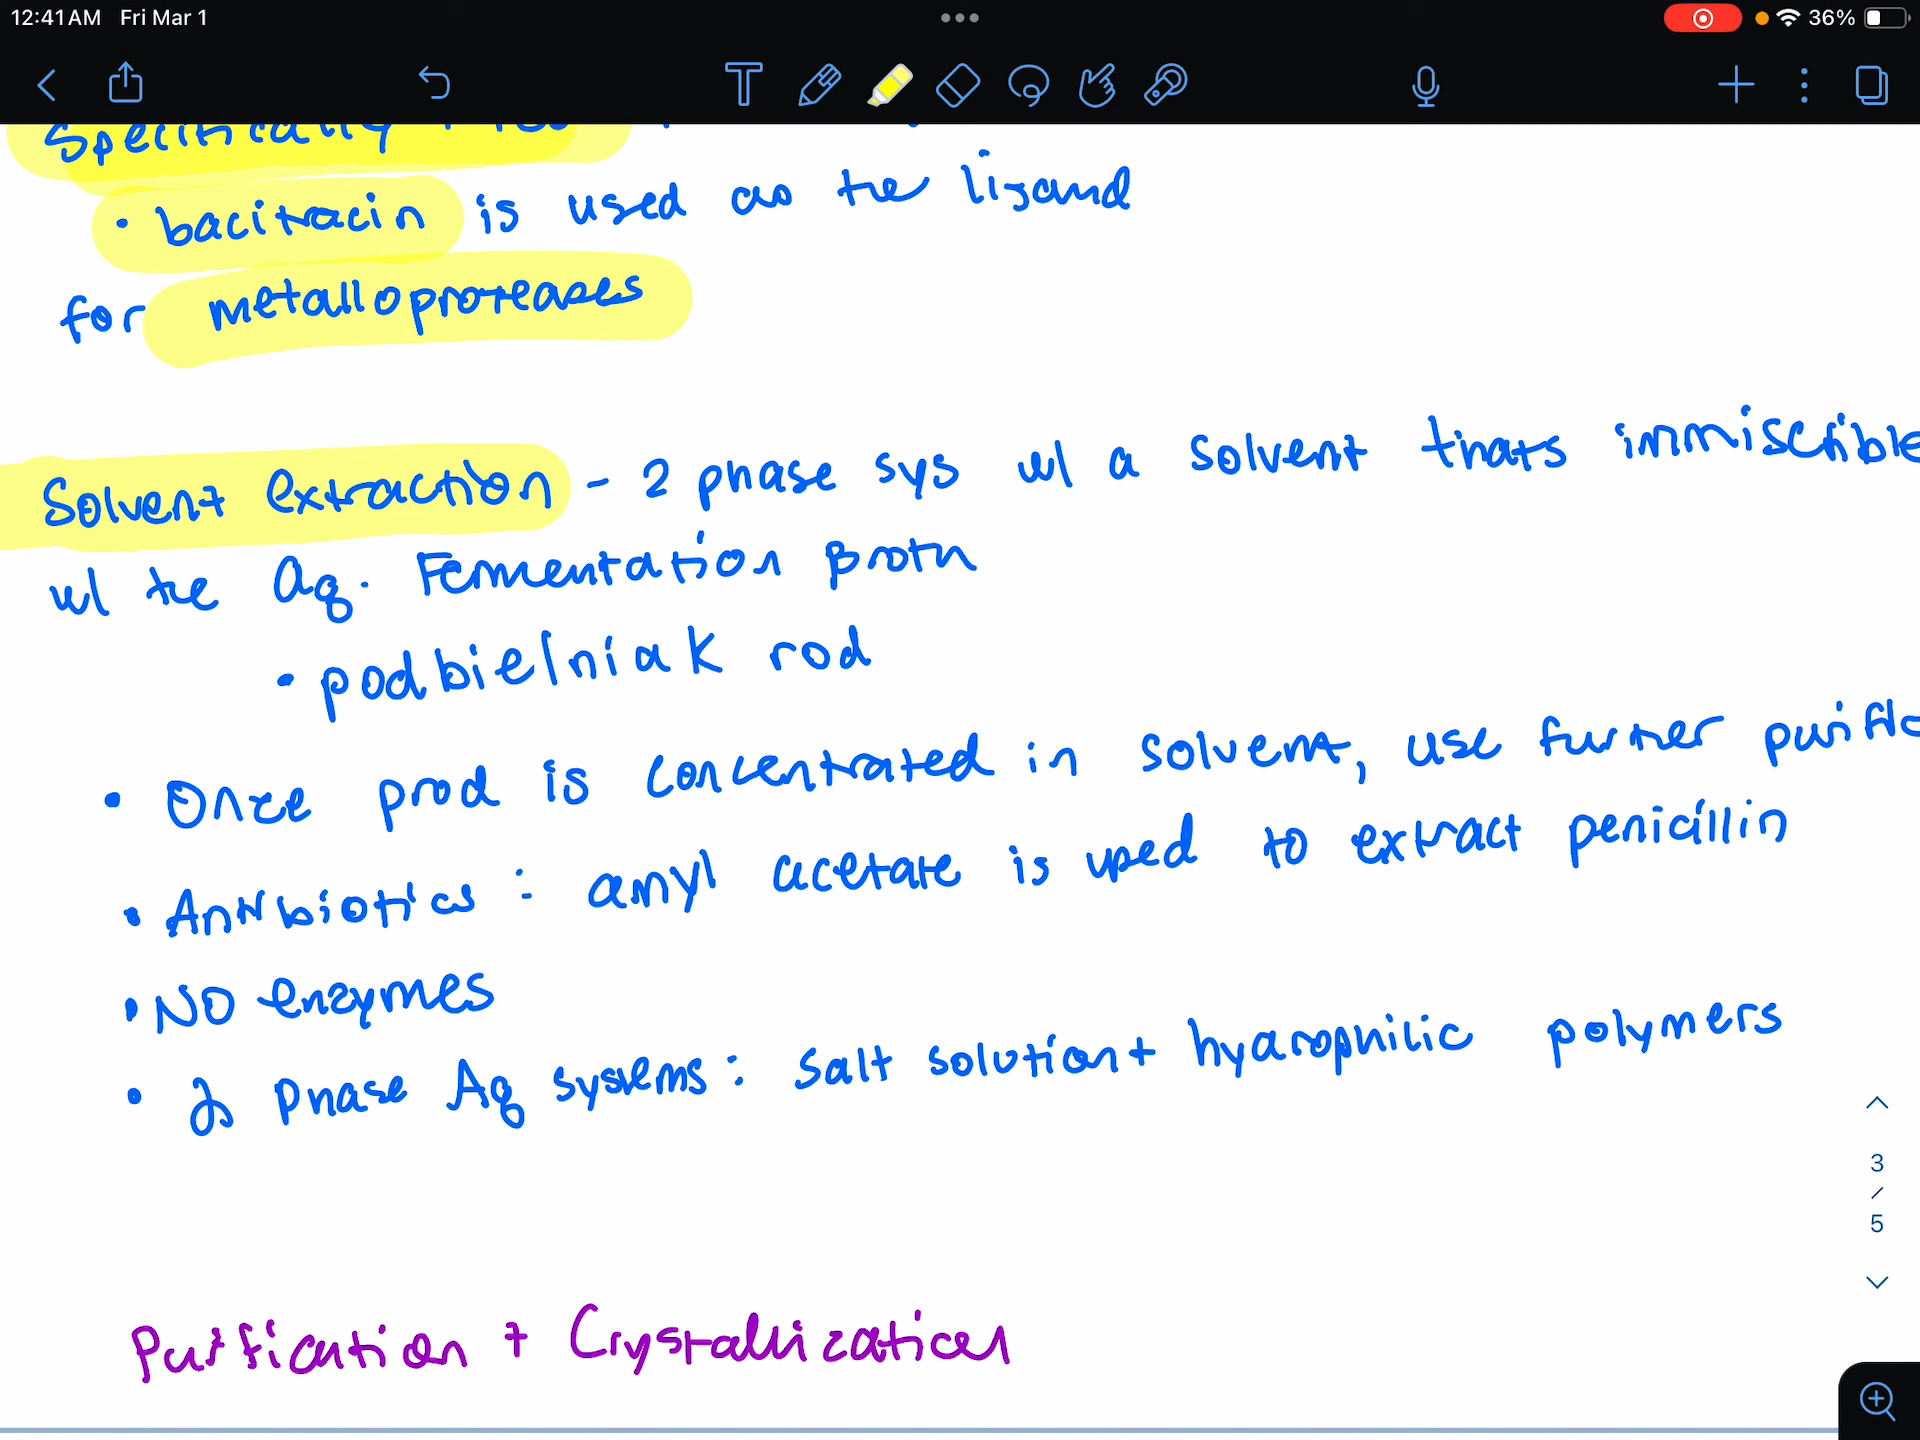 12:41 AM Fri Mar 1
36%
Specifically
• bacitracin is used as the ligand
for metalloproteases
Solvent extraction - 2 phase sys w/ a solvent thats immiscible
w/ the Aq. Fermentation Broth
• podbielniak rod
• Once prod is concentrated in solvent, use further
• Antibiotics : amyl acetate is used to extract penicillin
• NO enzymes
• 2 Phase Aq systems: salt solution + hydrophilic polymers
3
/
5
Purification + Crystallization